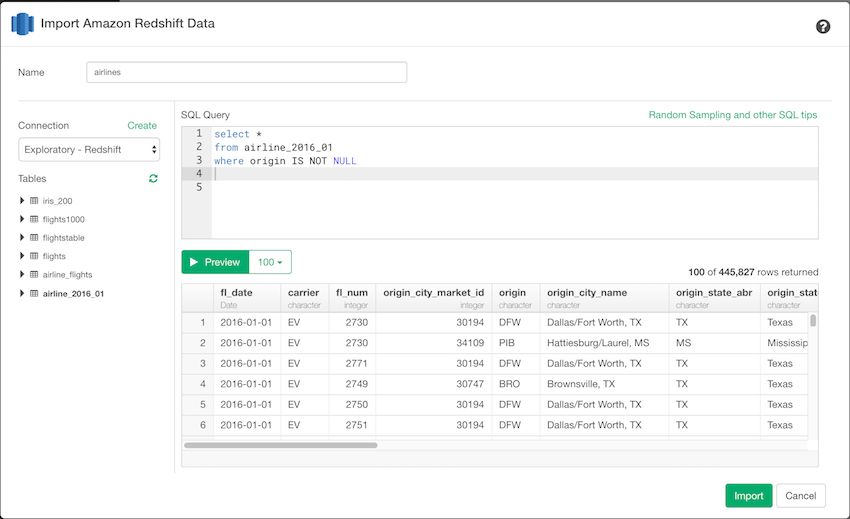 Import Amazon Redshift Data
?
Name airlines
Connection Create
Exploratory - Redshift
Tables
iris_200
flights1000
flightstable
flights
airline_flights
airline_2016_01
SQL Query Random Sampling and other SQL tips
1 select *
2 from airline_2016_01
3 where origin IS NOT NULL
4
5
Preview 100
100 of 445,827 rows returned
fl_date carrier fl_num origin_city_market_id origin origin_city_name origin_state_abr origin_stat
Date character integer integer character character character character
1 2016-01-01 EV 2730 30194 DFW Dallas/Fort Worth, TX TX Texas
2 2016-01-01 EV 2730 34109 PIB Hattiesburg/Laurel, MS MS Mississip
3 2016-01-01 EV 2771 30194 DFW Dallas/Fort Worth, TX TX Texas
4 2016-01-01 EV 2749 30747 BRO Brownsville, TX TX Texas
5 2016-01-01 EV 2750 30194 DFW Dallas/Fort Worth, TX TX Texas
6 2016-01-01 EV 2751 30194 DFW Dallas/Fort Worth, TX TX Texas
Import Cancel